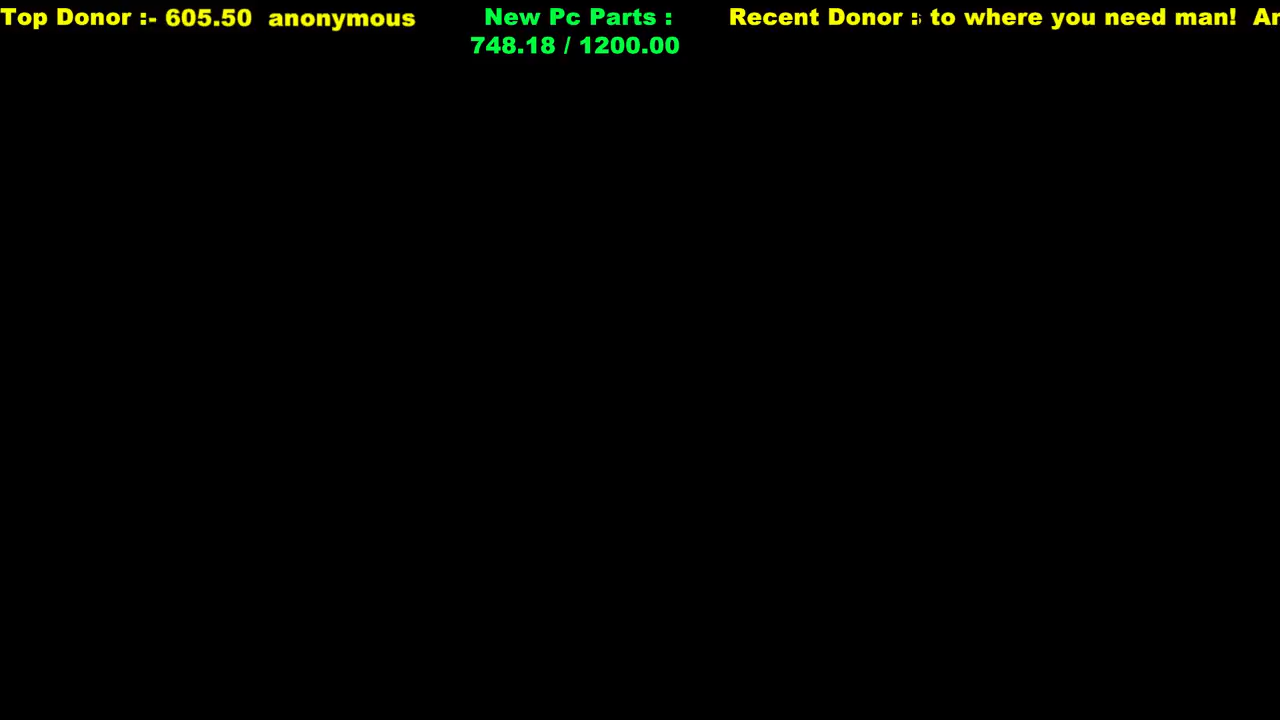 Top Donor :- 605.50 anonymous
New Pc Parts :
748.18 / 1200.00
Recent Donor : to where you need man!